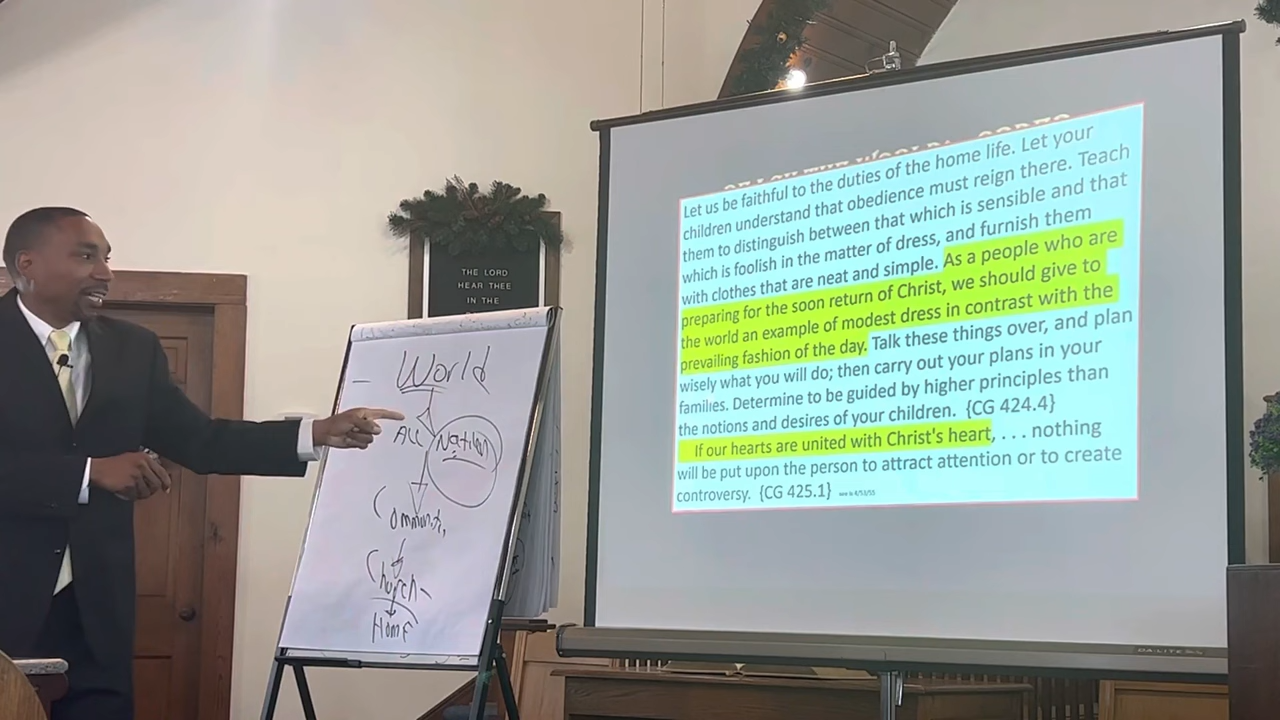 THE LORD
HEAR THEE
IN THE
World
ALL
Nation
Community
Church
Home
Let us be faithful to the duties of the home life. Let your
children understand that obedience must reign there. Teach
them to distinguish between that which is sensible and that
which is foolish in the matter of dress, and furnish them
with clothes that are neat and simple. As a people who are
preparing for the soon return of Christ, we should give to
the world an example of modest dress in contrast with the
prevailing fashion of the day. Talk these things over, and plan
wisely what you will do; then carry out your plans in your
families. Determine to be guided by higher principles than
the notions and desires of your children. {CG 424.4}
If our hearts are united with Christ's heart, . . . nothing
will be put upon the person to attract attention or to create
controversy. {CG 425.1}
DA-LITE